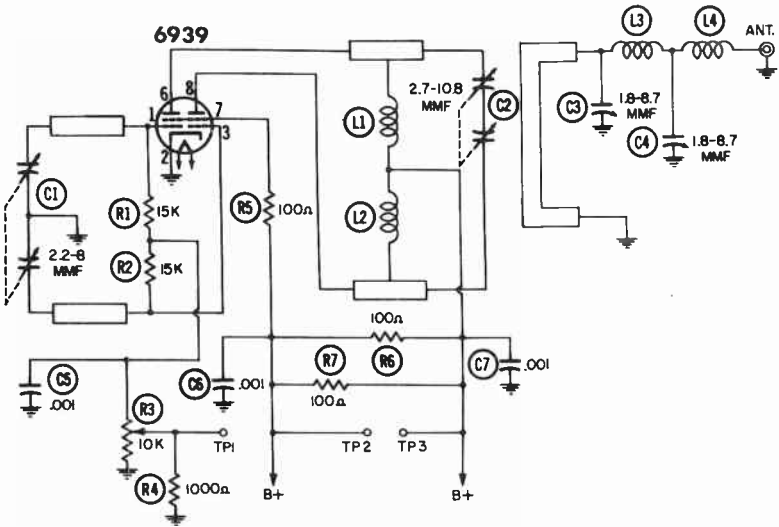 6939
6
8
1
7
3
2
C1
2.2-8
MMF
R1
15K
R2
15K
R5
100Ω
L1
L2
2.7-10.8
MMF
C2
L3
L4
ANT.
C3
1.8-8.7
MMF
C4
1.8-8.7
MMF
C5
.001
R3
10K
R4
1000Ω
TP1
C6
.001
100Ω
R6
R7
100Ω
C7
.001
TP2
TP3
B+
B+